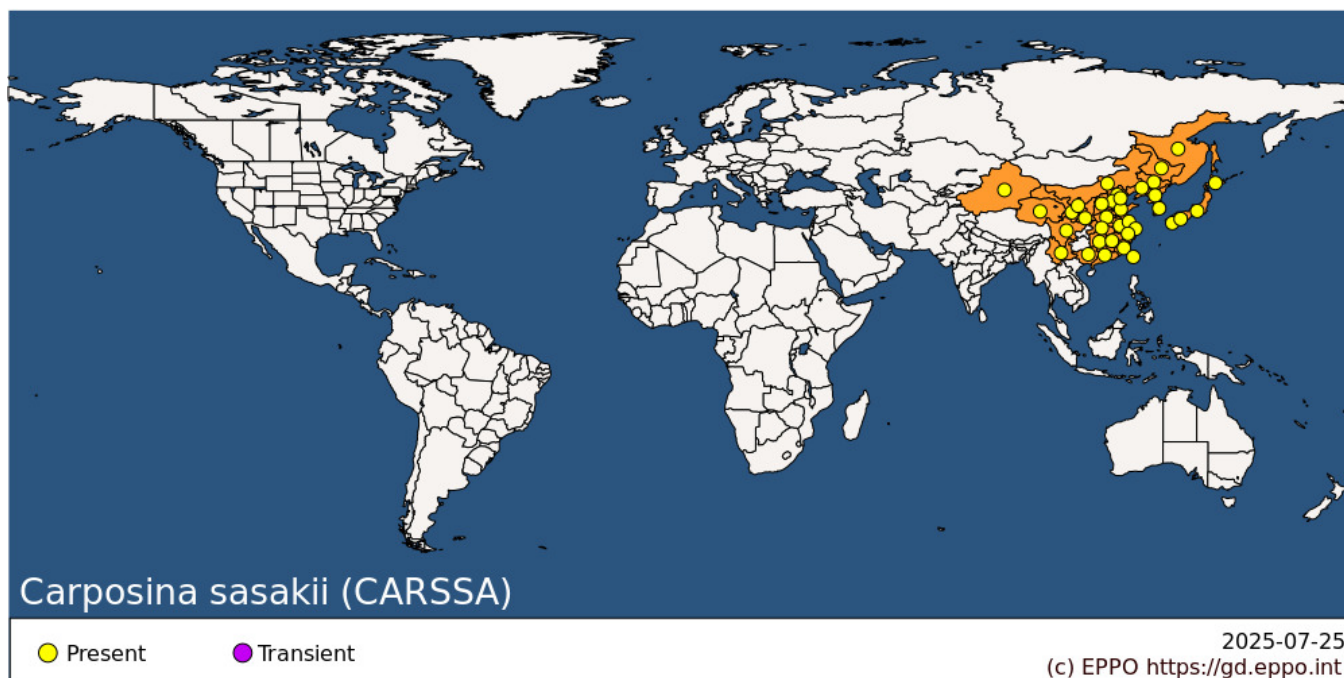 Carposina sasakii (CARSSA)
Present
Transient
2025-07-25
(c) EPPO https://gd.eppo.int